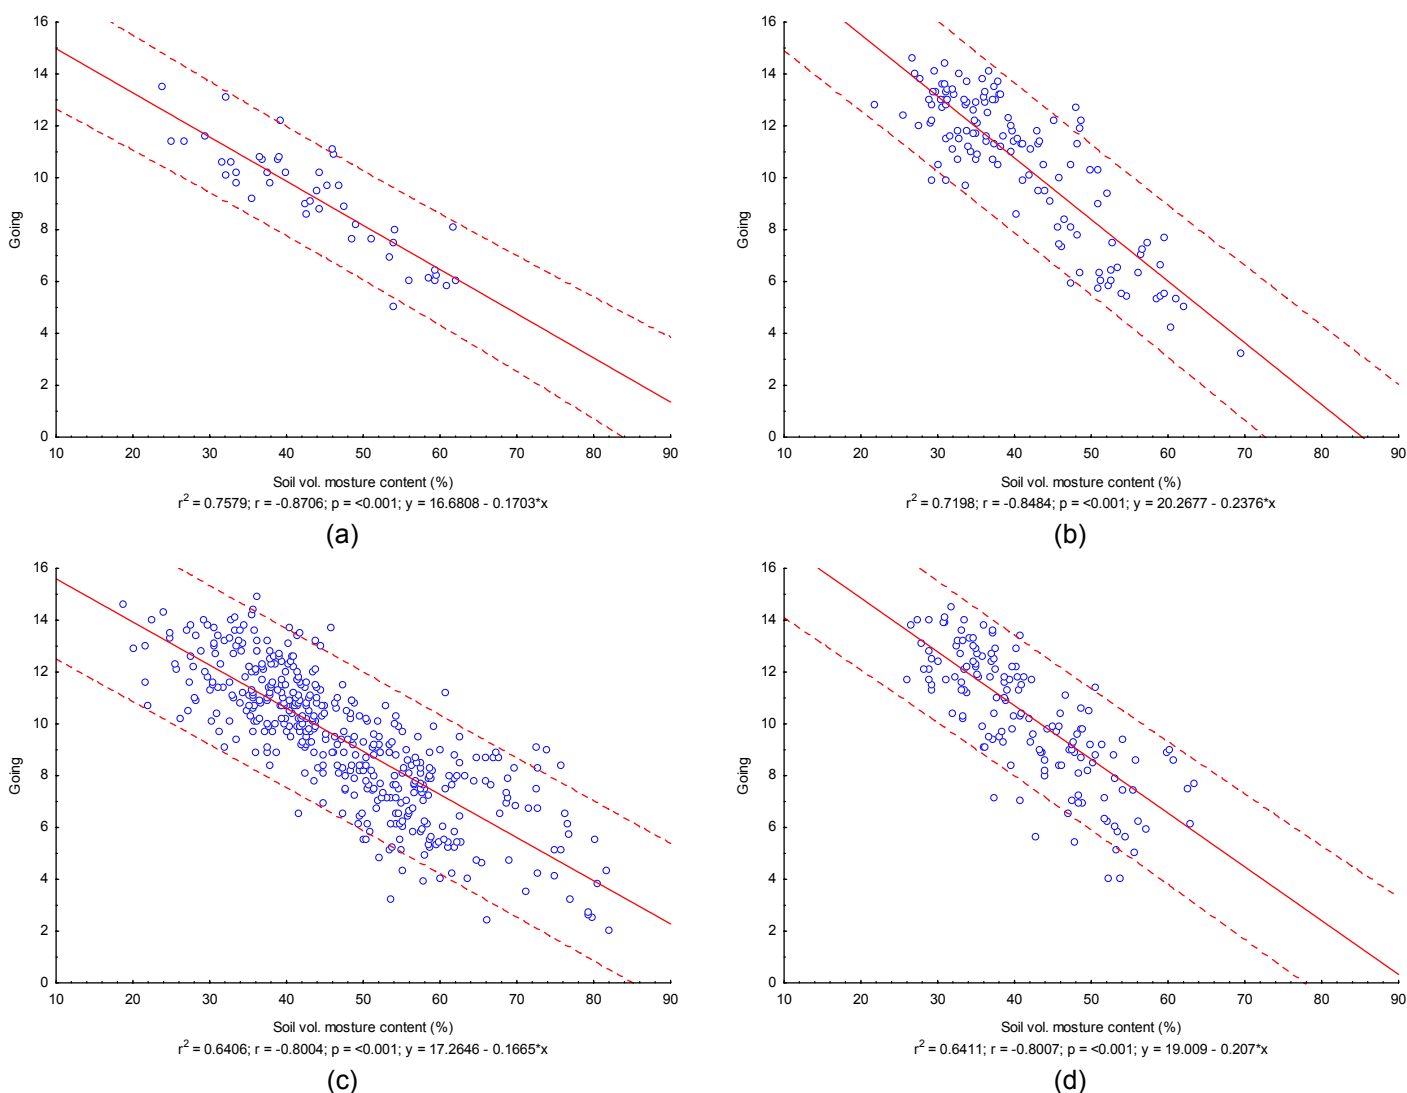 16
14
12
10
8
6
4
2
0
Going
10 20 30 40 50 60 70 80 90
Soil vol. mosture content (%)
r² = 0.7579; r = -0.8706; p = <0.001; y = 16.6808 - 0.1703*x
(a)
16
14
12
10
8
6
4
2
0
Going
10 20 30 40 50 60 70 80 90
Soil vol. mosture content (%)
r² = 0.7198; r = -0.8484; p = <0.001; y = 20.2677 - 0.2376*x
(b)
16
14
12
10
8
6
4
2
0
Going
10 20 30 40 50 60 70 80 90
Soil vol. mosture content (%)
r² = 0.6406; r = -0.8004; p = <0.001; y = 17.2646 - 0.1665*x
(c)
16
14
12
10
8
6
4
2
0
Going
10 20 30 40 50 60 70 80 90
Soil vol. mosture content (%)
r² = 0.6411; r = -0.8007; p = <0.001; y = 19.009 - 0.207*x
(d)